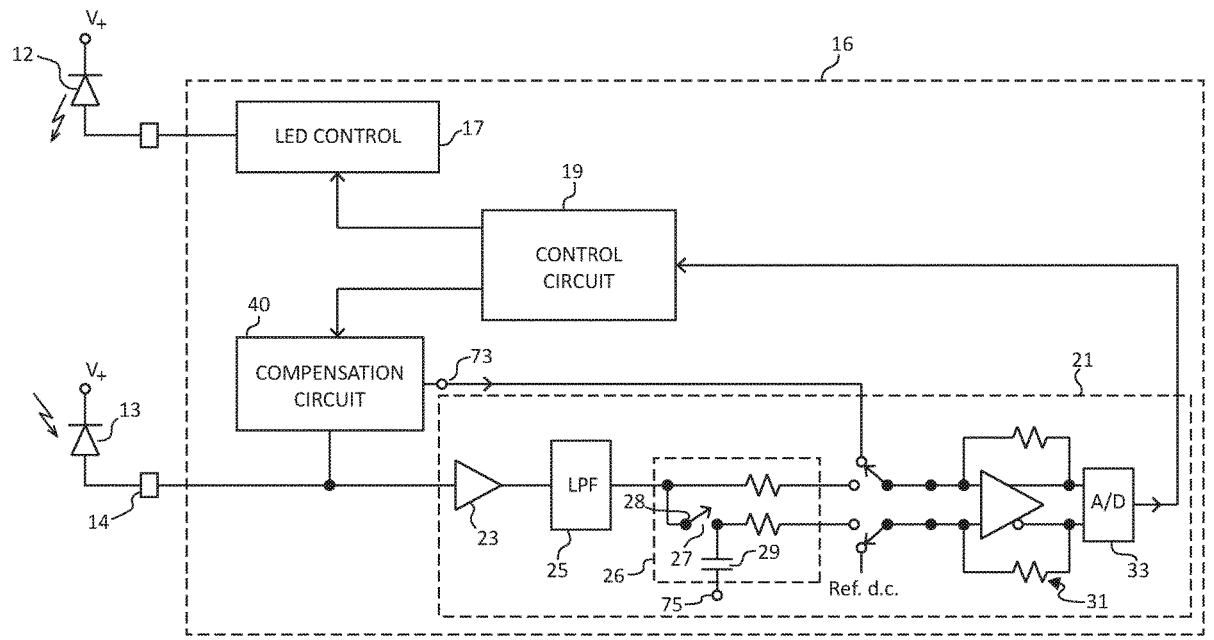 V+
12
16
LED CONTROL
17
19
CONTROL
CIRCUIT
40
COMPENSATION
CIRCUIT
73
V+
13
21
14
23
LPF
25
28
27
29
26
75
Ref. d.c.
A/D
33
31